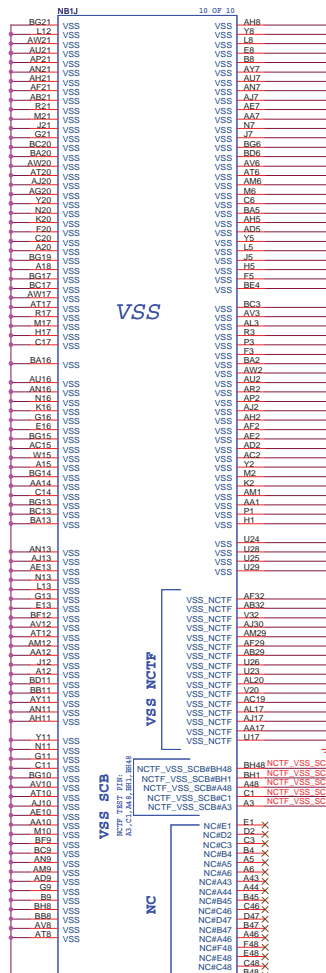 NB1J 10 OF 10
BG21 VSS VSS AH8
L12 VSS VSS Y8
AW21 VSS VSS L8
AU21 VSS VSS E8
AP21 VSS VSS B8
AN21 VSS VSS AY7
AH21 VSS VSS AU7
AF21 VSS VSS AN7
AB21 VSS VSS AJ7
R21 VSS VSS AE7
M21 VSS VSS AA7
J21 VSS VSS N7
G21 VSS VSS J7
BC20 VSS VSS BG6
BA20 VSS VSS BD6
AW20 VSS VSS AV6
AT20 VSS VSS AT6
AJ20 VSS VSS AM6
AG20 VSS VSS M6
Y20 VSS VSS C6
N20 VSS VSS BA5
K20 VSS VSS AH5
F20 VSS VSS AD5
C20 VSS VSS Y5
A20 VSS VSS L5
BG19 VSS VSS J5
A18 VSS VSS H5
BG17 VSS VSS F5
BC17 VSS VSS BE4
AW17 VSS
AT17 VSS VSS BC3
R17 VSS VSS AV3
M17 VSS VSS AL3
H17 VSS VSS R3
C17 VSS VSS P3
VSS
VSS F3
BA16 VSS VSS BA2
VSS AW2
AU16 VSS VSS AU2
AN16 VSS VSS AR2
N16 VSS VSS AP2
K16 VSS VSS AJ2
G16 VSS VSS AH2
E16 VSS VSS AF2
BG15 VSS VSS AE2
AC15 VSS VSS AD2
W15 VSS VSS AC2
A15 VSS VSS Y2
BG14 VSS VSS M2
AA14 VSS VSS K2
C14 VSS VSS AM1
BG13 VSS VSS AA1
BC13 VSS VSS P1
BA13 VSS VSS H1
VSS U24
AN13 VSS VSS U28
AJ13 VSS VSS U25
AE13 VSS VSS U29
N13 VSS
L13 VSS
G13 VSS VSS_NCTF AF32
E13 VSS VSS_NCTF AB32
BF12 VSS VSS_NCTF V32
AV12 VSS VSS_NCTF AJ30
AT12 VSS VSS_NCTF AM29
AM12 VSS VSS_NCTF AF29
AA12 VSS VSS_NCTF AB29
J12 VSS VSS_NCTF U26
A12 VSS VSS_NCTF U23
BD11 VSS VSS_NCTF AL20
BB11 VSS VSS_NCTF V20
AY11 VSS VSS_NCTF AC19
AN11 VSS VSS_NCTF AL17
AH11 VSS VSS_NCTF AJ17
VSS_NCTF AA17
Y11 VSS VSS_NCTF U17
VSS NCTF
N11 VSS
G11 VSS
C11 VSS NCTF_VSS_SCB#BH48 BH48 NCTF_VSS_SC
BG10 VSS NCTF_VSS_SCB#BH1 BH1 NCTF_VSS_SC
AV10 VSS NCTF_VSS_SCB#A48 A48 NCTF_VSS_SC
AT10 VSS NCTF_VSS_SCB#C1 C1 NCTF_VSS_SC
AJ10 VSS NCTF_VSS_SCB#A3 A3 NCTF_VSS_SC
VSS SCB
NCTF TEST PIN:
A3,C1,A48,BH1,BH48
AE10 VSS
AA10 VSS NC#E1 E1
M10 VSS NC#D2 D2
BF9 VSS NC#C3 C3
BC9 VSS NC#B4 B4
AN9 VSS NC#A5 A5
AM9 VSS NC#A6 A6
AD9 VSS NC#A43 A43
G9 VSS NC#A44 A44
B9 VSS NC#B45 B45
BH8 VSS NC#C46 C46
BB8 VSS NC#D47 D47
AV8 VSS NC#B47 B47
AT8 VSS NC#A46 A46
NC#F48 F48
NC#E48 E48
NC#C48 C48
B48
NC